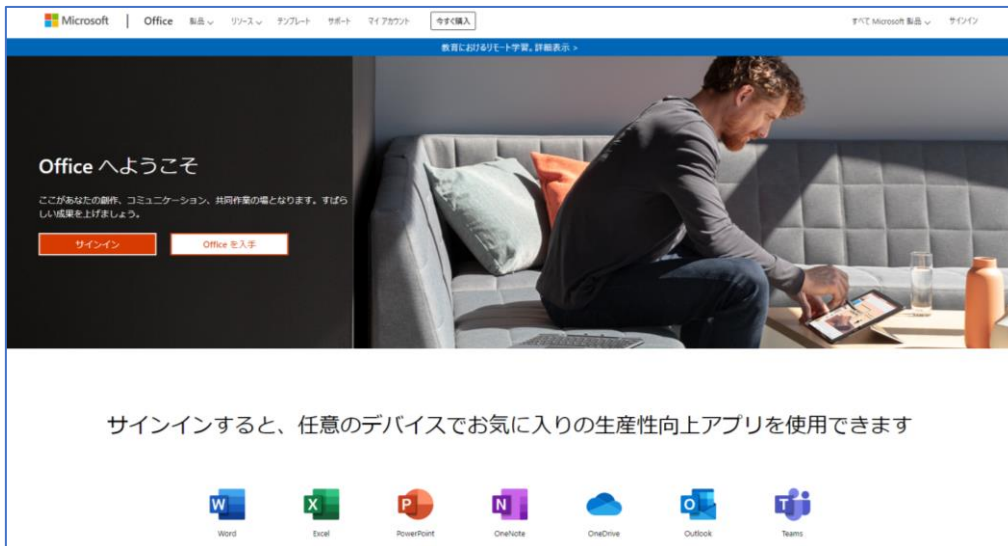 Microsoft | Office 製品 リソース テンプレート サポート マイ アカウント 今すぐ購入 すべて Microsoft 製品 サインイン
教育におけるリモート学習。詳細表示 >
Office へようこそ
ここがあなたの創作、コミュニケーション、共同作業の場となります。すばら
しい成果を上げましょう。
サインイン Office を入手
サインインすると、任意のデバイスでお気に入りの生産性向上アプリを使用できます
W X P N O T
Word Excel PowerPoint OneNote OneDrive Outlook Teams